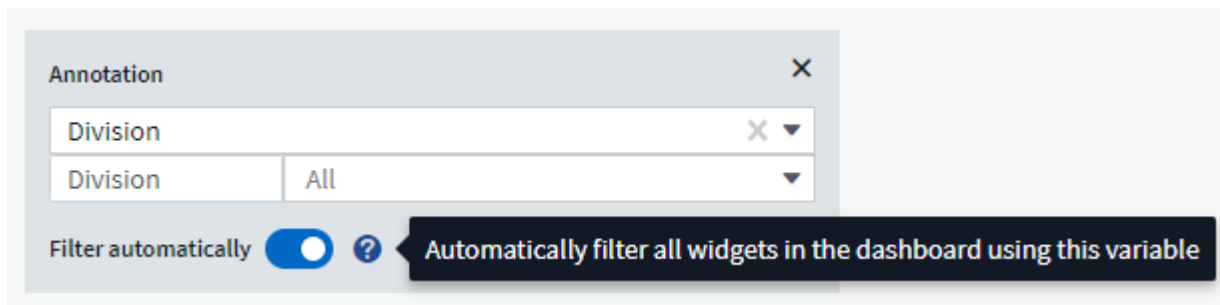 Annotation
Division
Division All
Filter automatically ? Automatically filter all widgets in the dashboard using this variable